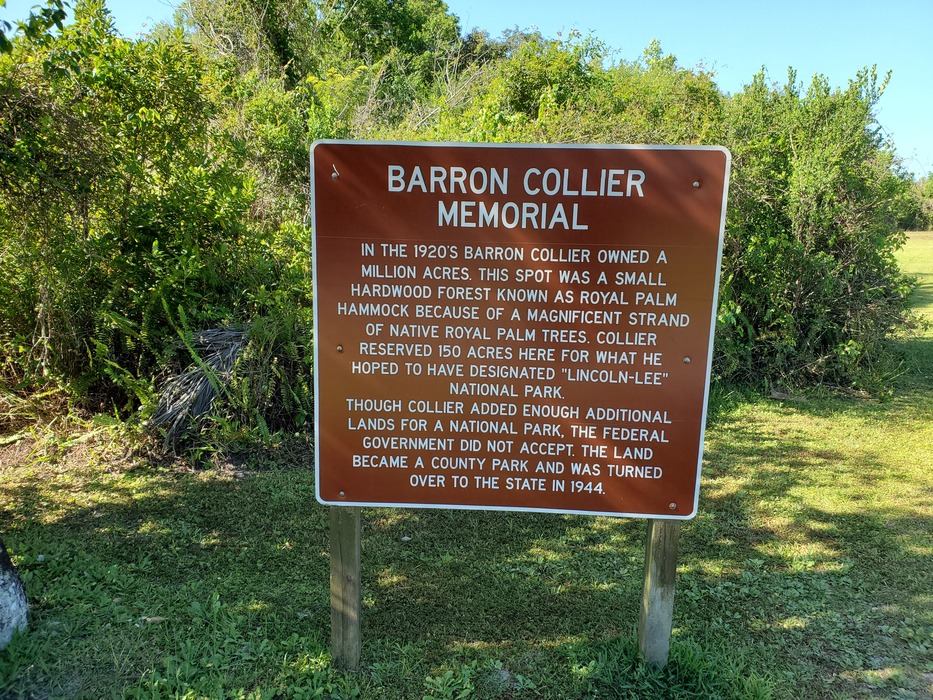 BARRON COLLIER
MEMORIAL
IN THE 1920'S BARRON COLLIER OWNED A
MILLION ACRES. THIS SPOT WAS A SMALL
HARDWOOD FOREST KNOWN AS ROYAL PALM
HAMMOCK BECAUSE OF A MAGNIFICENT STRAND
OF NATIVE ROYAL PALM TREES. COLLIER
RESERVED 150 ACRES HERE FOR WHAT HE
HOPED TO HAVE DESIGNATED "LINCOLN-LEE"
NATIONAL PARK.
THOUGH COLLIER ADDED ENOUGH ADDITIONAL
LANDS FOR A NATIONAL PARK, THE FEDERAL
GOVERNMENT DID NOT ACCEPT. THE LAND
BECAME A COUNTY PARK AND WAS TURNED
OVER TO THE STATE IN 1944.